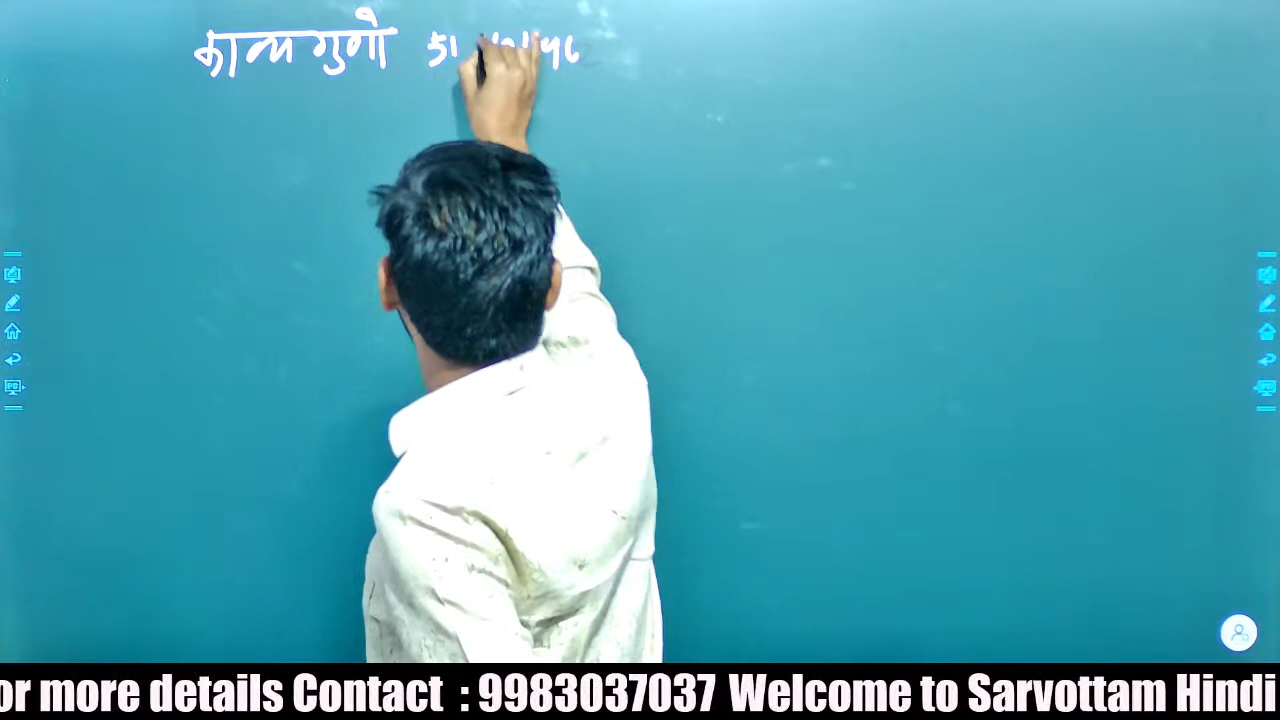 काव्य गुणों
or more details Contact : 9983037037 Welcome to Sarvottam Hindi